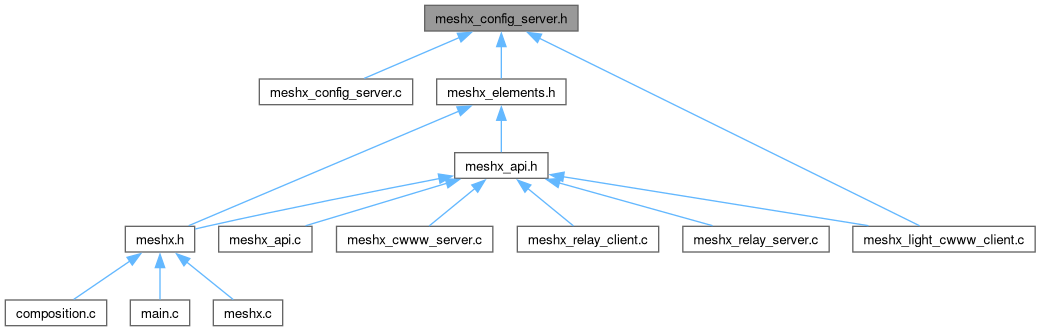 meshx_config_server.h
meshx_config_server.c
meshx_elements.h
meshx_api.h
meshx.h
meshx_api.c
meshx_cwww_server.c
meshx_relay_client.c
meshx_relay_server.c
meshx_light_cwww_client.c
composition.c
main.c
meshx.c